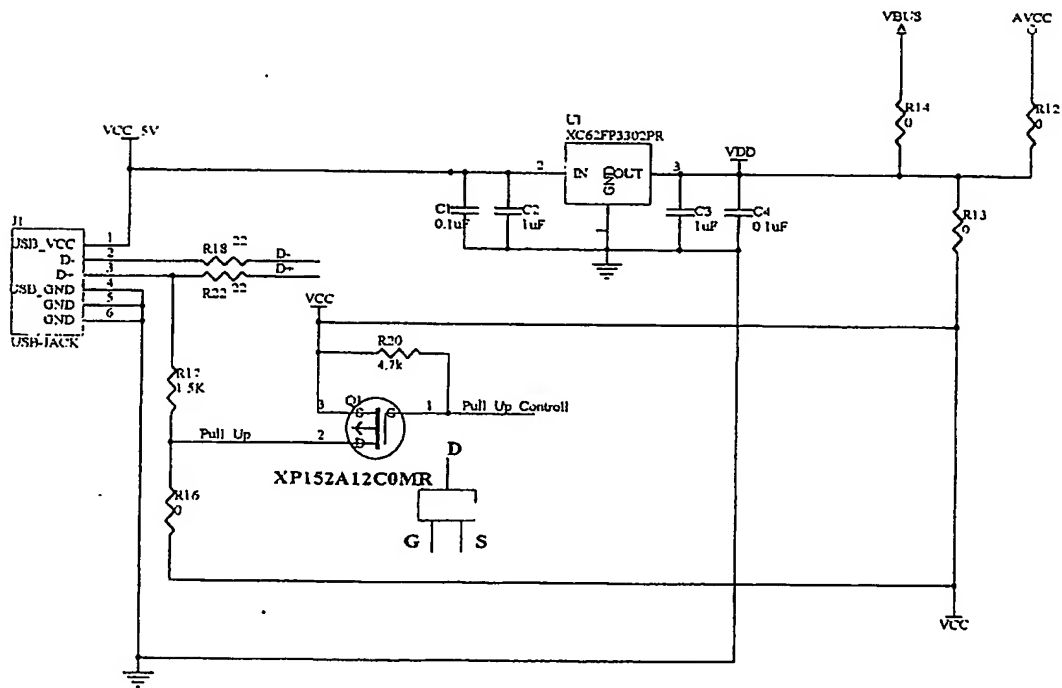 VBUS
AVCC
R14
0
R12
0
VCC_5V
XC62FP3302PR
VDD
2
IN
GND
OUT
3
1
C1
0.1uF
C2
1uF
C3
1uF
C4
0.1uF
R13
0
J1
USB_VCC
1
D-
2
D+
3
USB_GND
4
GND
5
GND
6
USB-JACK
R18
22
D-
D+
R22
22
VCC
R20
4.7k
R17
1.5K
Q1
3
S
G
1
Pull Up Controll
Pull Up
2
D
XP152A12C0MR
D
G
S
R16
0
VCC